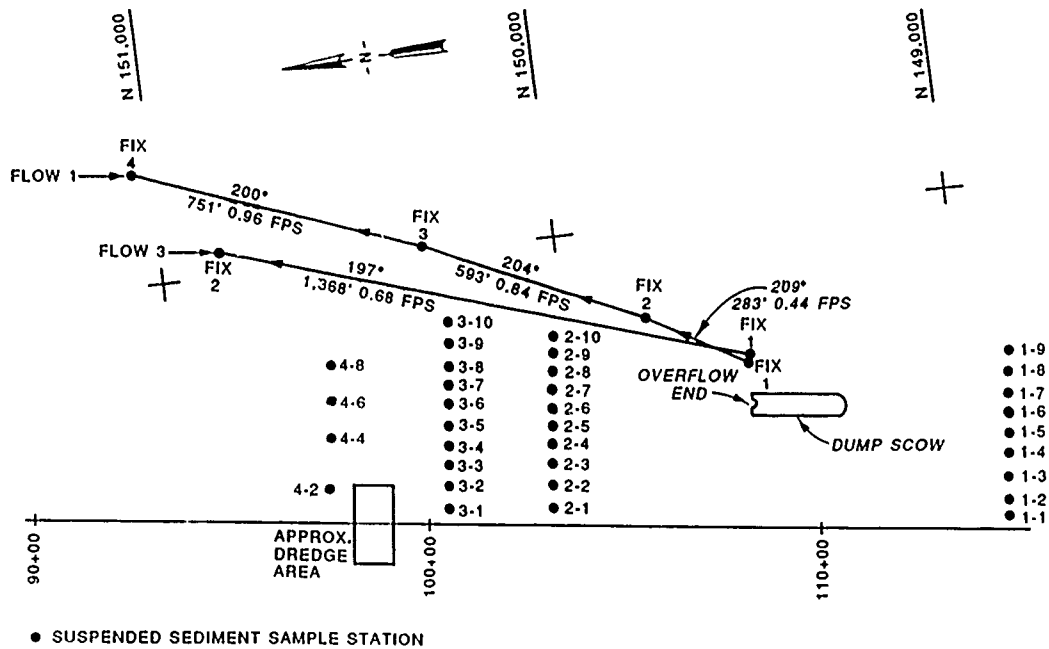 N 151,000
N
N 150,000
N 149,000
FIX
4
FLOW 1
200°
751' 0.96 FPS
FIX
3
FLOW 3
FIX
2
197°
1,368' 0.68 FPS
204°
593' 0.84 FPS
FIX
2
209°
283' 0.44 FPS
FIX
1
FIX
1
OVERFLOW
END
DUMP SCOW
4-8
4-6
4-4
4-2
3-10
3-9
3-8
3-7
3-6
3-5
3-4
3-3
3-2
3-1
2-10
2-9
2-8
2-7
2-6
2-5
2-4
2-3
2-2
2-1
1-9
1-8
1-7
1-6
1-5
1-4
1-3
1-2
1-1
APPROX.
DREDGE
AREA
90+00
100+00
110+00
SUSPENDED SEDIMENT SAMPLE STATION